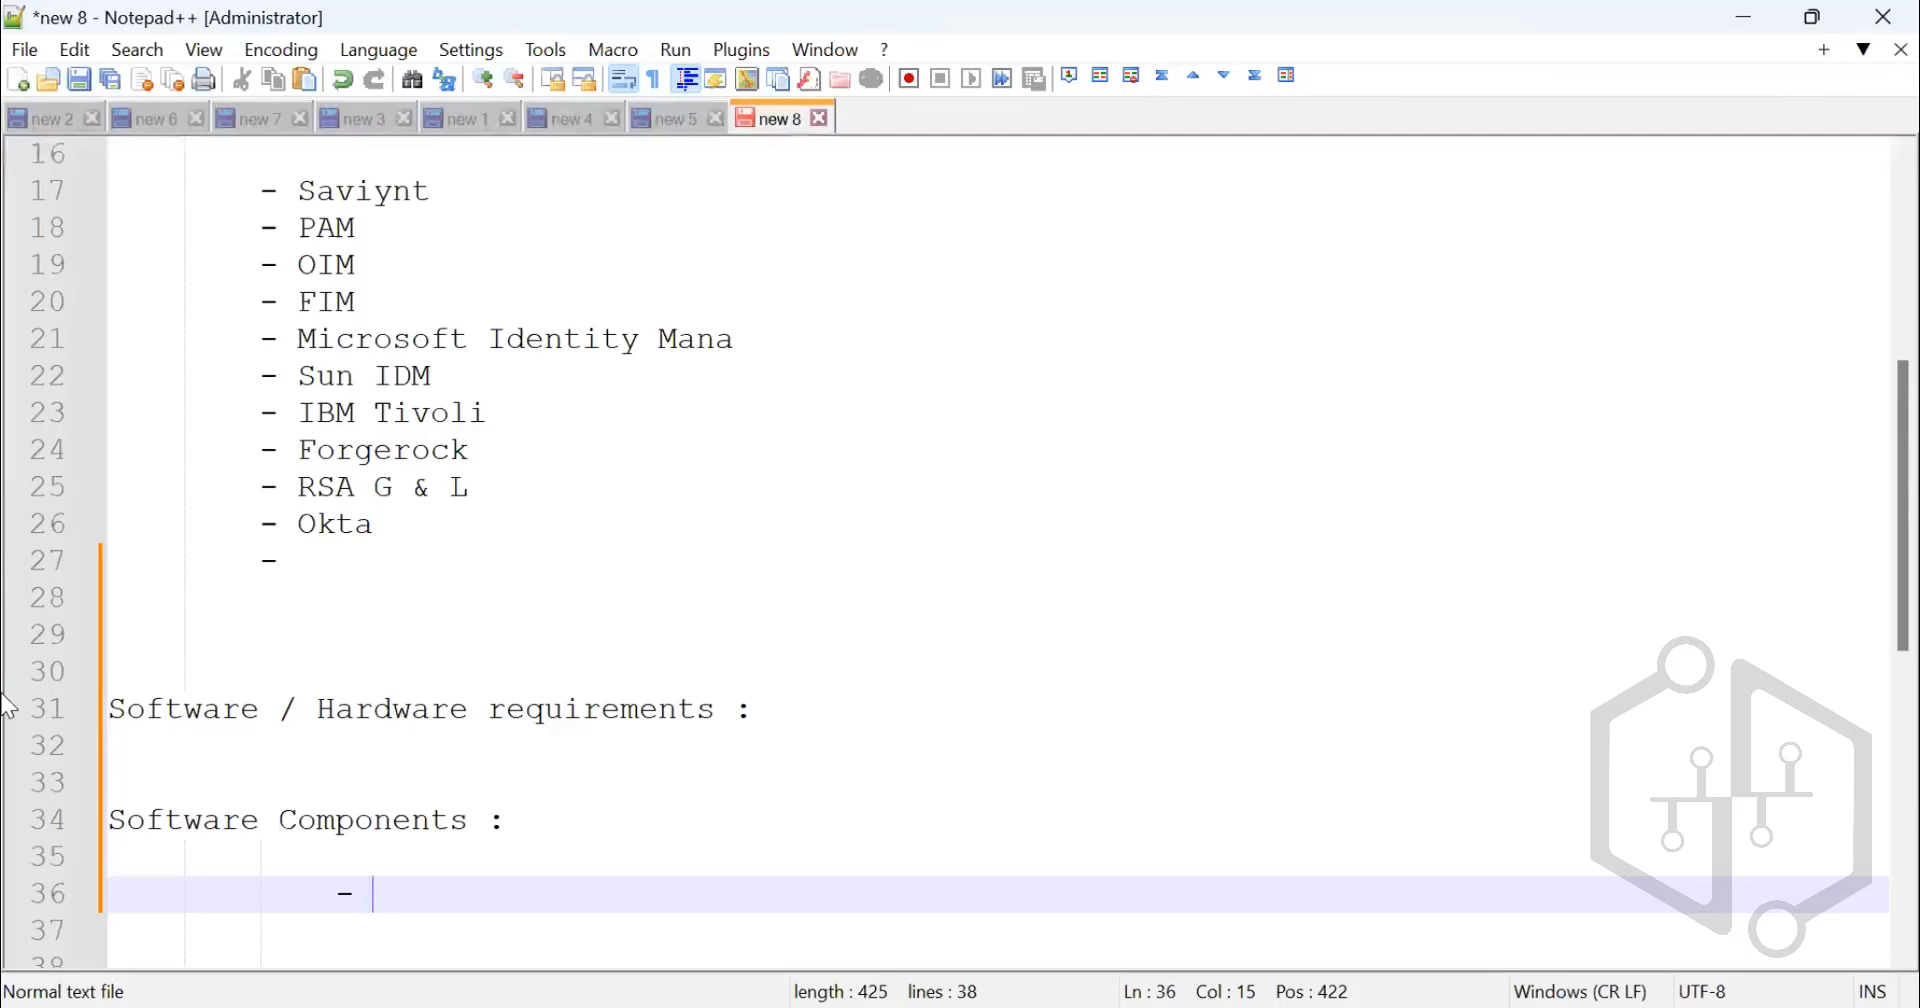 *new 8 - Notepad++ [Administrator]
File Edit Search View Encoding Language Settings Tools Macro Run Plugins Window ?
new 2 new 6 new 7 new 3 new 1 new 4 new 5 new 8
16
17 - Saviynt
18 - PAM
19 - OIM
20 - FIM
21 - Microsoft Identity Mana
22 - Sun IDM
23 - IBM Tivoli
24 - Forgerock
25 - RSA G & L
26 - Okta
27 -
28
29
30
31 Software / Hardware requirements :
32
33
34 Software Components :
35
36 -
37
38
Normal text file length : 425 lines : 38 Ln : 36 Col : 15 Pos : 422 Windows (CR LF) UTF-8 INS